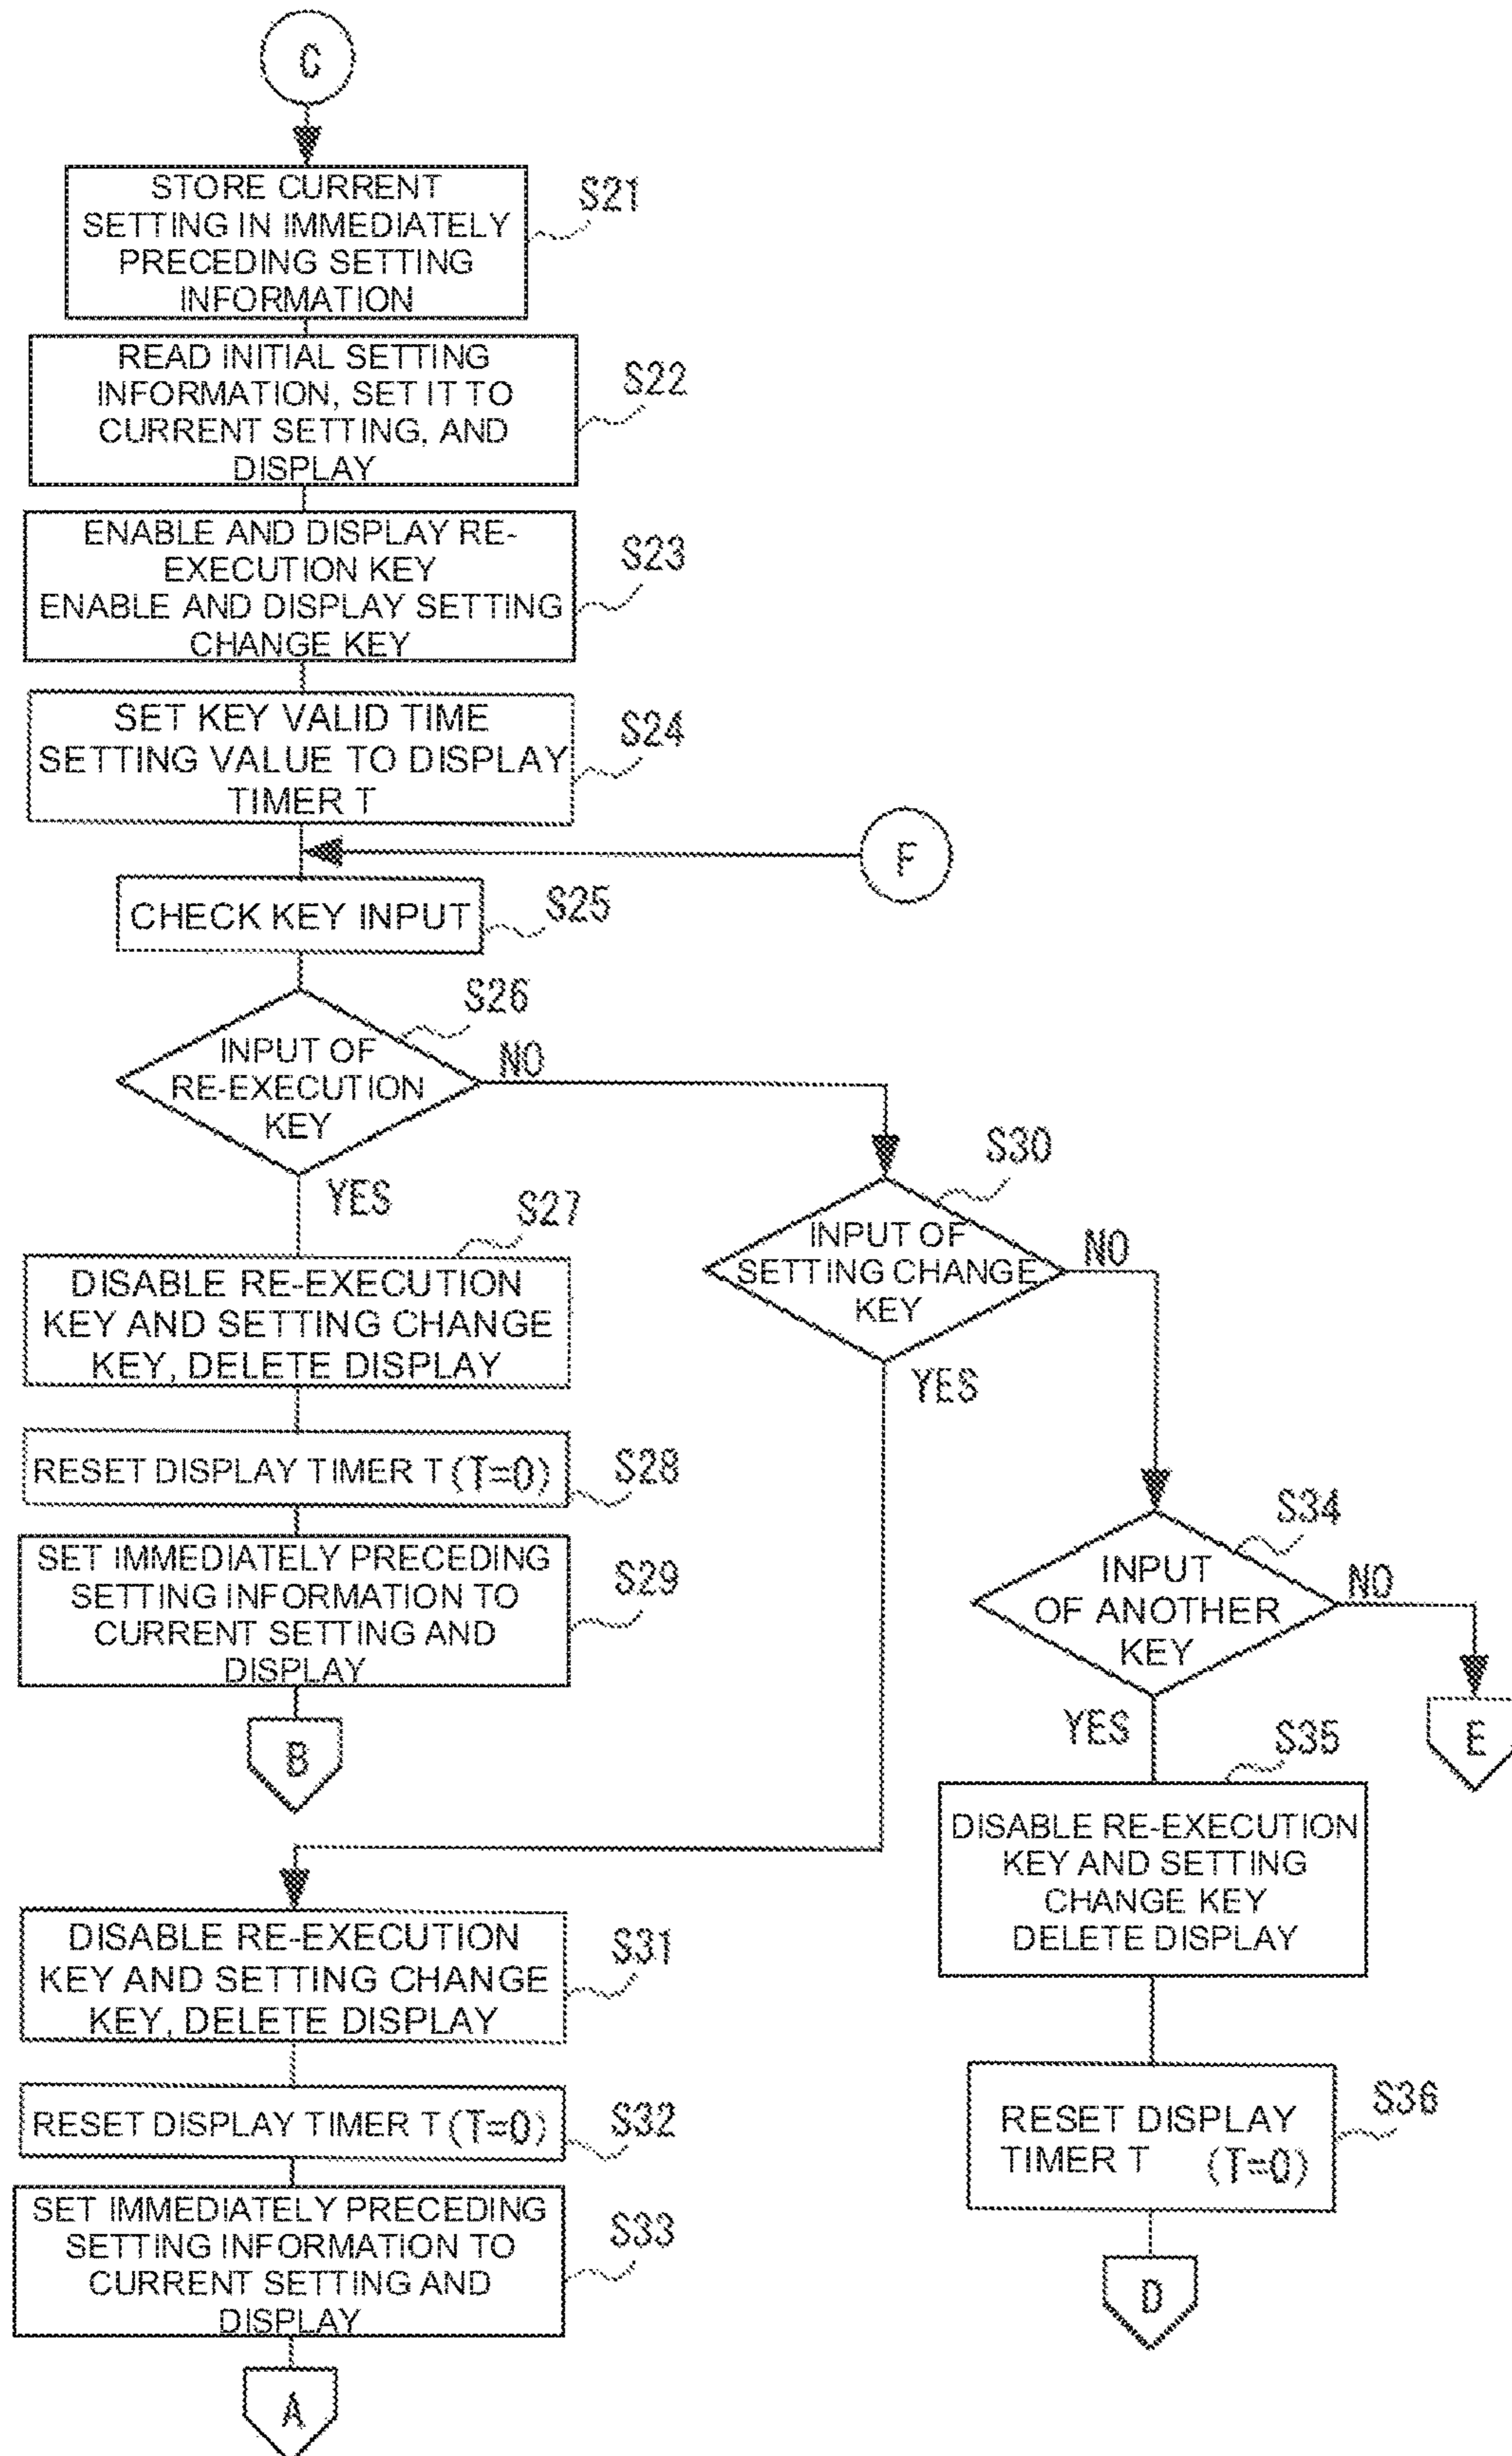 C
STORE CURRENT
SETTING IN IMMEDIATELY
PRECEDING SETTING
INFORMATION
S21
READ INITIAL SETTING
INFORMATION, SET IT TO
CURRENT SETTING, AND
DISPLAY
S22
ENABLE AND DISPLAY RE-
EXECUTION KEY
ENABLE AND DISPLAY SETTING
CHANGE KEY
S23
SET KEY VALID TIME
SETTING VALUE TO DISPLAY
TIMER T
S24
F
CHECK KEY INPUT
S25
S26
INPUT OF
RE-EXECUTION
KEY
NO
YES
S27
DISABLE RE-EXECUTION
KEY AND SETTING CHANGE
KEY, DELETE DISPLAY
RESET DISPLAY TIMER T (T=0)
S28
SET IMMEDIATELY PRECEDING
SETTING INFORMATION TO
CURRENT SETTING AND
DISPLAY
S29
B
S30
INPUT OF
SETTING CHANGE
KEY
NO
YES
DISABLE RE-EXECUTION
KEY AND SETTING CHANGE
KEY, DELETE DISPLAY
S31
RESET DISPLAY TIMER T (T=0)
S32
SET IMMEDIATELY PRECEDING
SETTING INFORMATION TO
CURRENT SETTING AND
DISPLAY
S33
A
S34
INPUT
OF ANOTHER
KEY
NO
E
YES
S35
DISABLE RE-EXECUTION
KEY AND SETTING
CHANGE KEY
DELETE DISPLAY
RESET DISPLAY
TIMER T (T=0)
S36
D